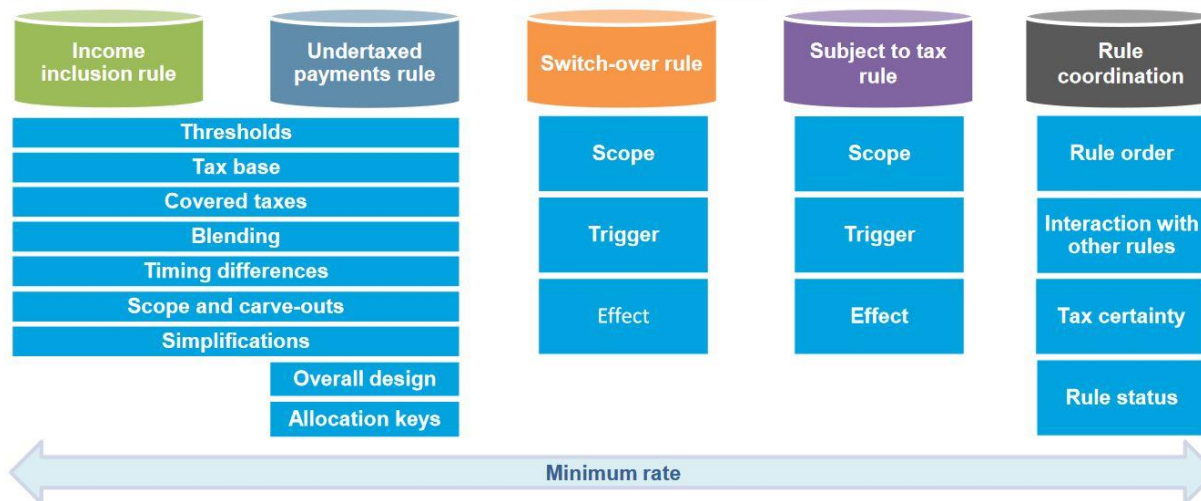 Income
inclusion rule
Undertaxed
payments rule
Switch-over rule
Subject to tax
rule
Rule
coordination
Thresholds
Tax base
Covered taxes
Blending
Timing differences
Scope and carve-outs
Simplifications
Overall design
Allocation keys
Scope
Trigger
Effect
Scope
Trigger
Effect
Rule order
Interaction with
other rules
Tax certainty
Rule status
Minimum rate